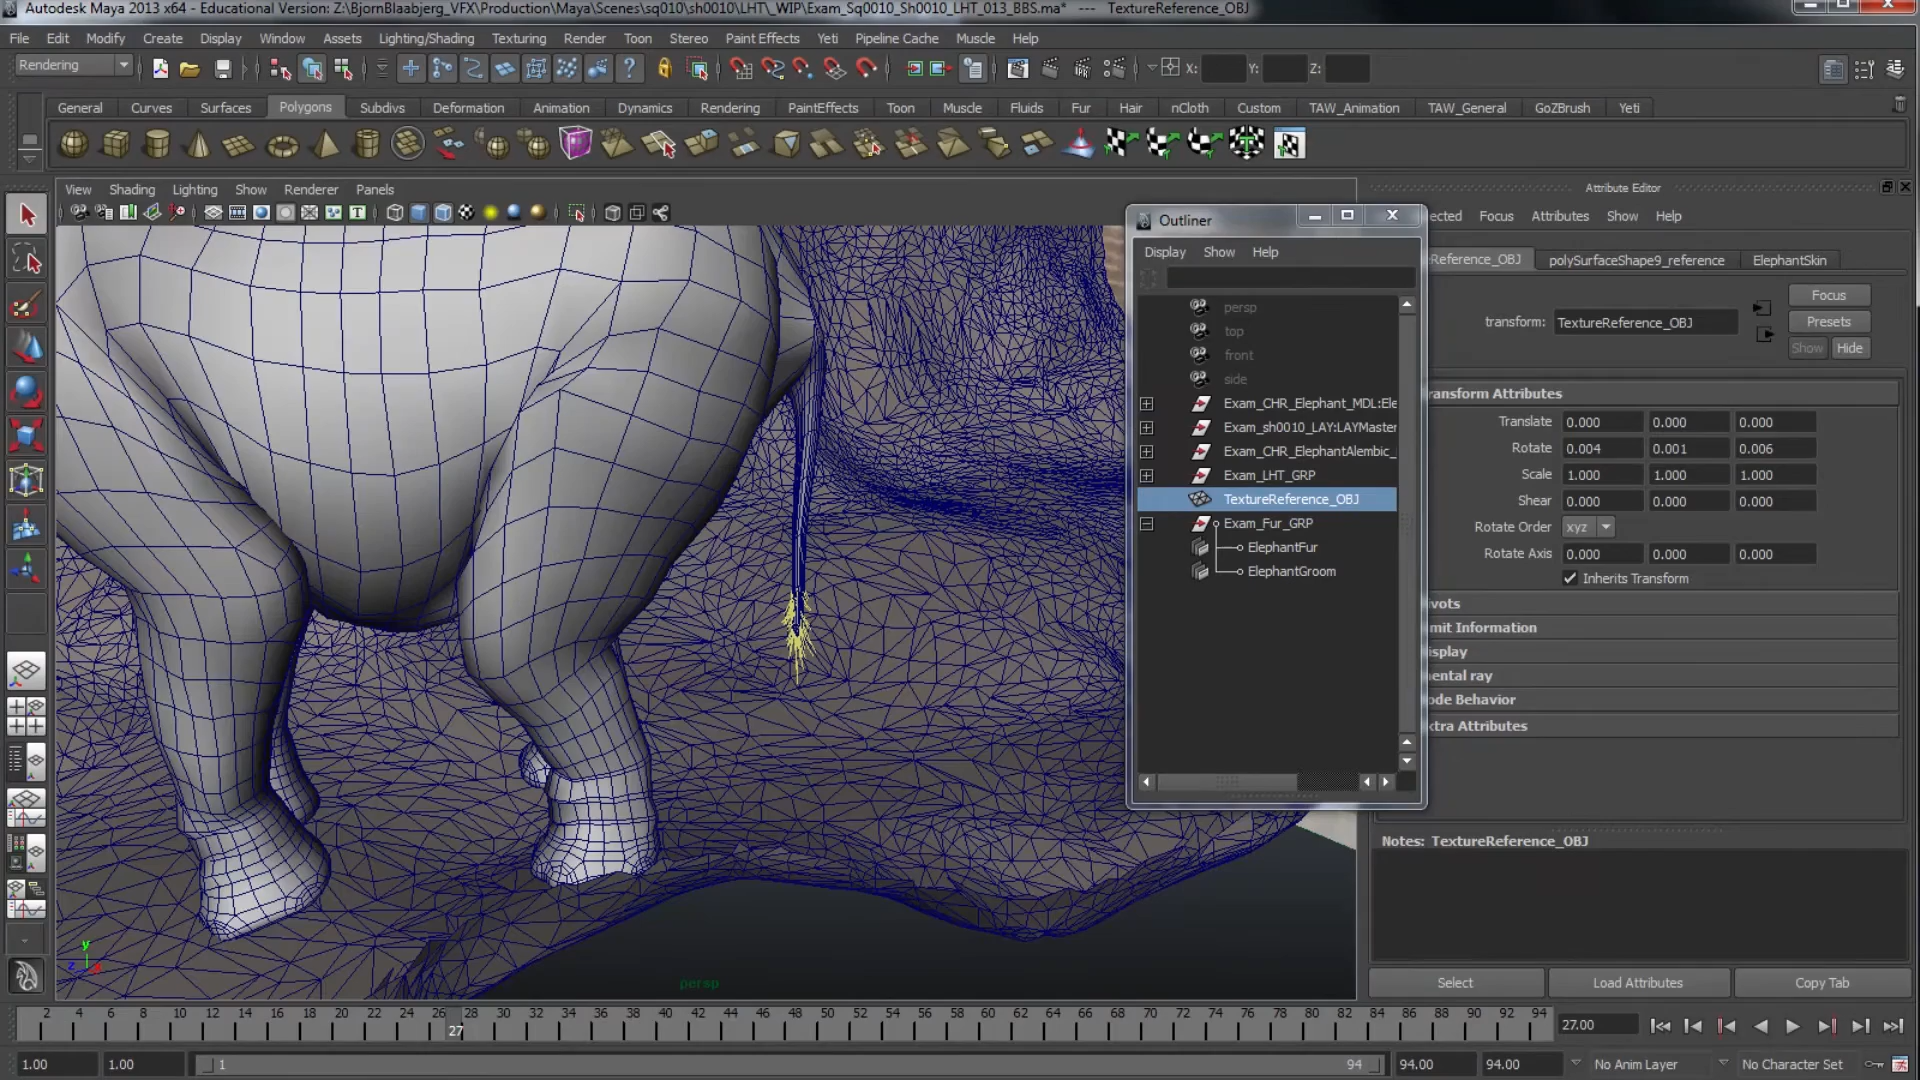 Autodesk Maya 2013 x64 - Educational Version: Z:\BjornBlaabjerg_VFX\Production\Maya\Scenes\sq010\sh0010\LHT\_WIP\Exam_Sq0010_Sh0010_LHT_013_BBS.ma* --- TextureReference_OBJ
File Edit Modify Create Display Window Assets Lighting/Shading Texturing Render Toon Stereo Paint Effects Yeti Pipeline Cache Muscle Help
Rendering X: Y: Z:
General Curves Surfaces Polygons Subdivs Deformation Animation Dynamics Rendering PaintEffects Toon Muscle Fluids Fur Hair nCloth Custom TAW_Animation TAW_General GoZBrush Yeti
View Shading Lighting Show Renderer Panels
Attribute Editor
Outliner
ected Focus Attributes Show Help
Display Show Help
eReference_OBJ polySurfaceShape9_reference ElephantSkin
persp
top
front
side
Exam_CHR_Elephant_MDL:Ele
Exam_sh0010_LAY:LAYMaster
Exam_CHR_ElephantAlembic_
Exam_LHT_GRP
TextureReference_OBJ
Exam_Fur_GRP
ElephantFur
ElephantGroom
Focus
transform: TextureReference_OBJ Presets
Show Hide
ransform Attributes
Translate 0.000 0.000 0.000
Rotate 0.004 0.001 0.006
Scale 1.000 1.000 1.000
Shear 0.000 0.000 0.000
Rotate Order xyz
Rotate Axis 0.000 0.000 0.000
Inherits Transform
ivots
mit Information
isplay
ental ray
ode Behavior
xtra Attributes
Notes: TextureReference_OBJ
y
z x
persp
Select Load Attributes Copy Tab
2 4 6 8 10 12 14 16 18 20 22 24 26 28 30 32 34 36 38 40 42 44 46 48 50 52 54 56 58 60 62 64 66 68 70 72 74 76 78 80 82 84 86 88 90 92 94
27 27.00
1.00 1.00 1 94 94.00 94.00 No Anim Layer No Character Set